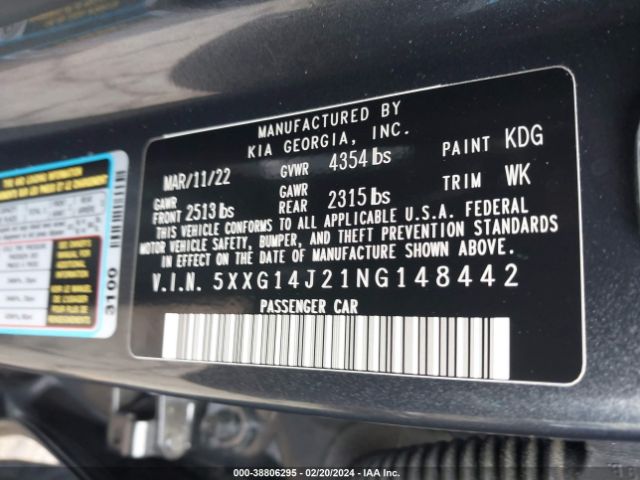 MANUFACTURED BY
KIA GEORGIA, INC.
MAR/11/22 GVWR 4354 lbs PAINT KDG
GAWR FRONT 2513 lbs GAWR REAR 2315 lbs TRIM WK
THIS VEHICLE CONFORMS TO ALL APPLICABLE U.S.A. FEDERAL
MOTOR VEHICLE SAFETY, BUMPER, AND THEFT PREVENTION STANDARDS
IN EFFECT ON THE DATE OF MANUFACTURE SHOWN ABOVE.
V.I.N. 5XXG14J21NG148442
PASSENGER CAR
3100
000-38806295 - 02/20/2024 - IAA Inc.